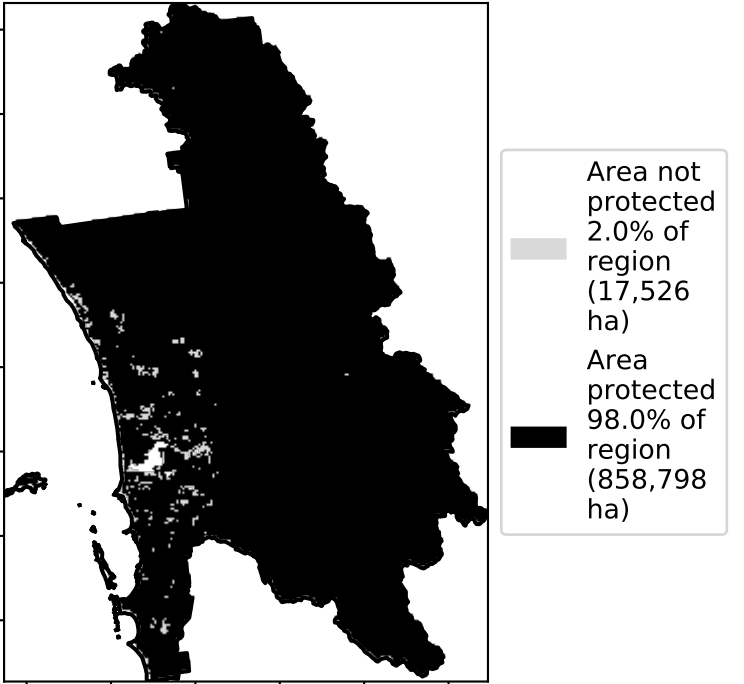 Area not
protected
2.0% of
region
(17,526
ha)
Area
protected
98.0% of
region
(858,798
ha)